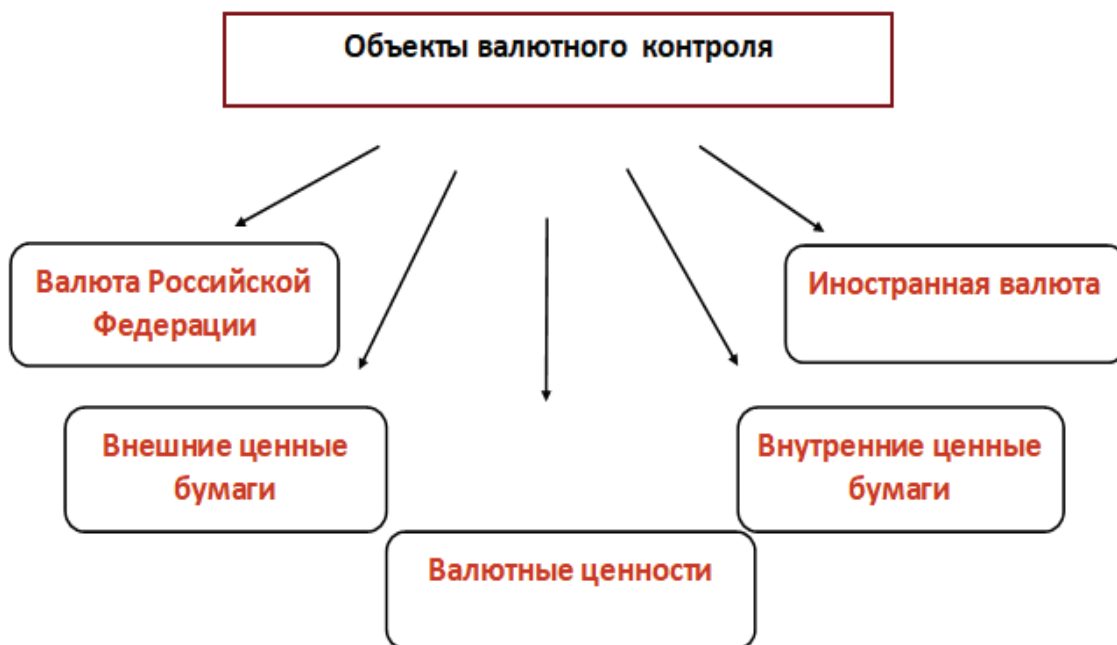 Объекты валютного контроля
Валюта Российской
Федерации
Иностранная валюта
Внешние ценные
бумаги
Внутренние ценные
бумаги
Валютные ценности